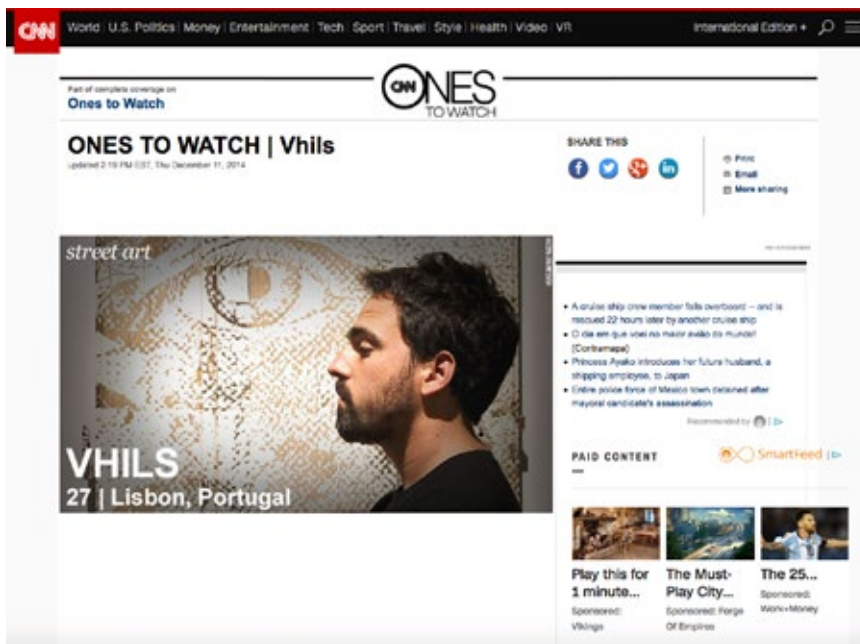 CNN
World U.S. Politics Money Entertainment Tech Sport Travel Style Health Video VR
International Edition +
Part of complete coverage on
Ones to Watch
CNN ONES
TO WATCH
ONES TO WATCH | Vhils
updated 2:19 PM EST, Thu December 11, 2014
SHARE THIS
Print
Email
More sharing
street art
VHILS
27 | Lisbon, Portugal
A cruise ship crew member falls overboard -- and is
rescued 22 hours later by another cruise ship
O dia em que voei no maior avião do mundo!
(Contramapa)
Princess Ayako introduces her future husband, a
shipping employee, to Japan
Entire police force of Mexico town detained after
mayoral candidate's assassination
Recommended by
PAID CONTENT
SmartFeed
Play this for
1 minute...
Sponsored:
Vikings
The Must-
Play City...
Sponsored: Forge
Of Empires
The 25...
Sponsored:
Work+Money